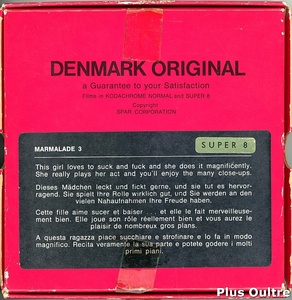 DENMARK ORIGINAL
a Guarantee to your Satisfaction
Films in KODACHROME NORMAL and SUPER 8
Copyright
SPAR CORPORATION
MARMALADE 3
SUPER 8
This girl loves to suck and fuck and she does it magnificently.
She really plays her act and you'll enjoy the many close-ups.
Dieses Mädchen leckt und fickt gerne, und sie tut es hervor-
ragend. Sie spielt Ihre Rolle wirklich gut, und Sie werden an den
vielen Nahaufnahmen Ihre Freude haben.
Cette fille aime sucer et baiser . . . et elle le fait merveilleuse-
ment bien. Elle joue son rôle réellement bien et vous aurez le
plaisir de nombreux gros plans.
A questa ragazza piace succhiare e strofinare e lo fa in modo
magnifico. Recita veramente la sua parte e potete godere i molti
primi piani.
Plus Oultre